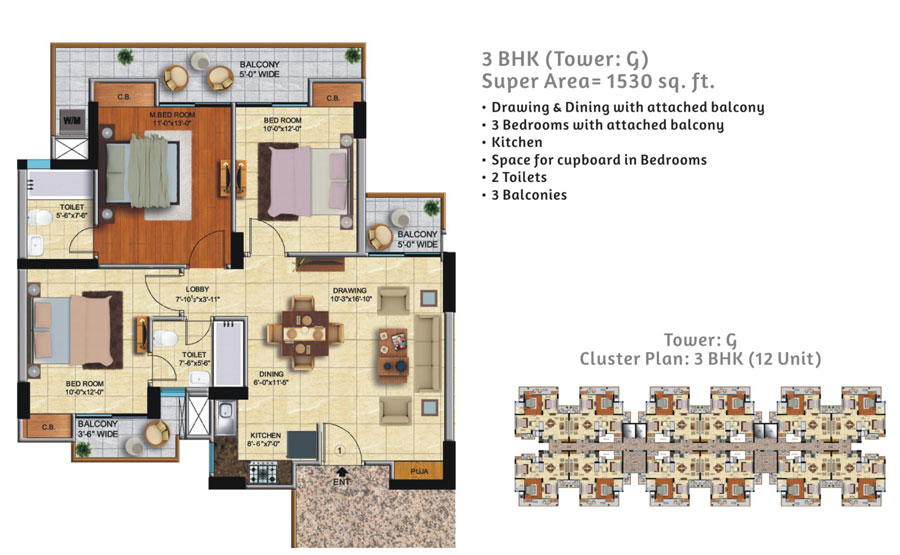 3 BHK (Tower: G)
Super Area= 1530 sq. ft.
• Drawing & Dining with attached balcony
• 3 Bedrooms with attached balcony
• Kitchen
• Space for cupboard in Bedrooms
• 2 Toilets
• 3 Balconies
BALCONY
5'-0" WIDE
C.B.
C.B.
W/M
M.BED ROOM
11'-0"x13'-0"
BED ROOM
10'-0"x12'-0"
TOILET
5'-6"x7'-6"
BALCONY
5'-0" WIDE
LOBBY
7'-10½"x3'-11"
DRAWING
10'-3"x16'-10"
TOILET
7'-6"x5'-6"
DINING
6'-0"x11'-6"
BED ROOM
10'-0"x12'-0"
C.B.
BALCONY
3'-6" WIDE
KITCHEN
8'-6"x7'-0"
1
ENT
PUJA
Tower: G
Cluster Plan: 3 BHK (12 Unit)